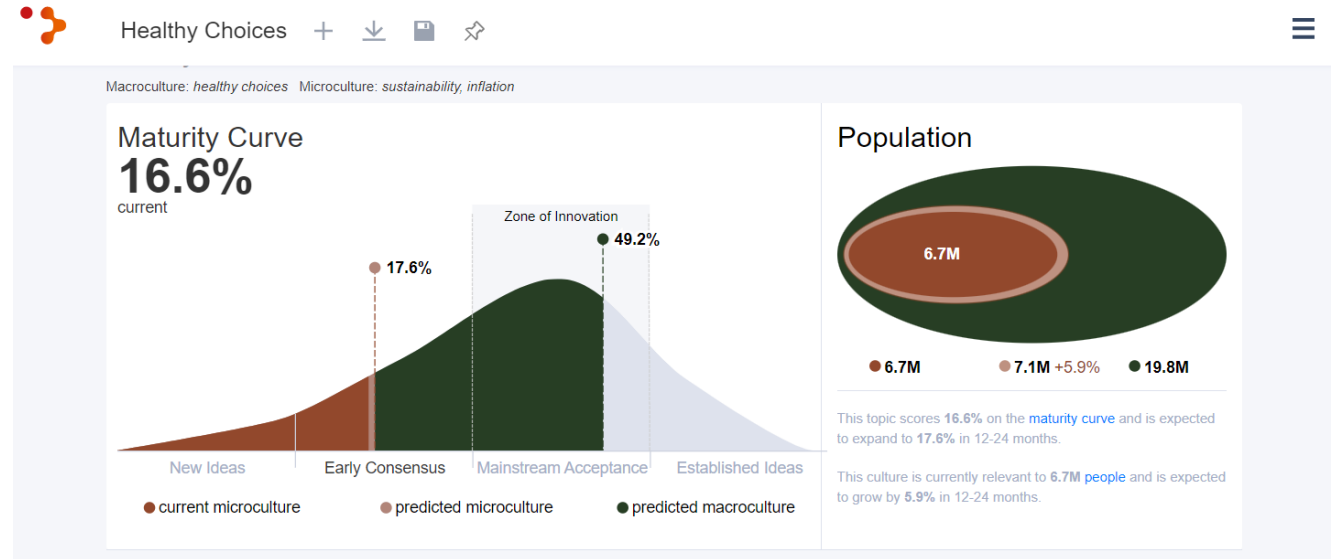 Healthy Choices
Macroculture: healthy choices Microculture: sustainability, inflation
Maturity Curve
16.6%
current
Zone of Innovation
17.6%
49.2%
New Ideas
Early Consensus
Mainstream Acceptance
Established Ideas
current microculture
predicted microculture
predicted macroculture
Population
6.7M
6.7M
7.1M +5.9%
19.8M
This topic scores 16.6% on the maturity curve and is expected
to expand to 17.6% in 12-24 months.
This culture is currently relevant to 6.7M people and is expected
to grow by 5.9% in 12-24 months.